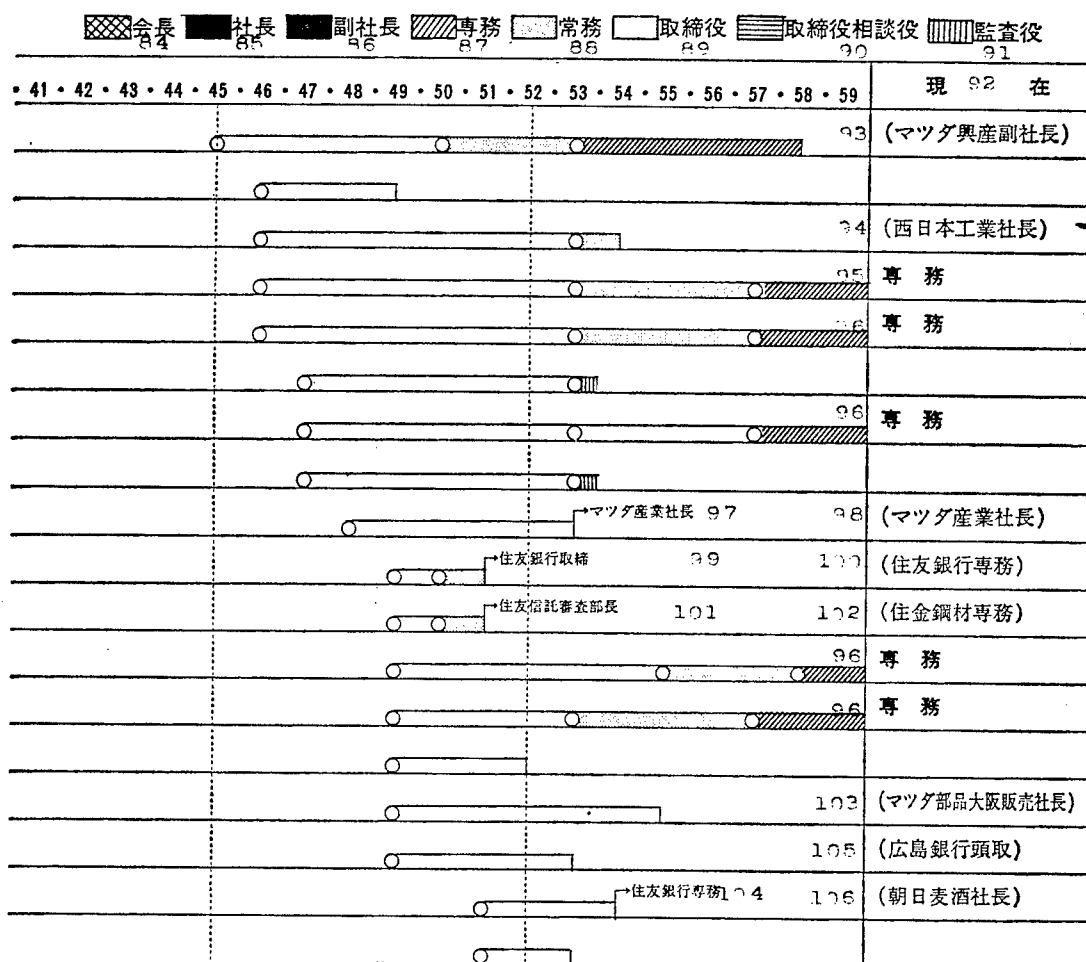 会長 社長 副社長 専務 常務 取締役 取締役相談役 監査役
84 85 86 87 88 89 90 91
・41・42・43・44・45・46・47・48・49・50・51・52・53・54・55・56・57・58・59 現 92 在
93 (マツダ興産副社長)
94 (西日本工業社長)
95 専 務
96 専 務
96 専 務
マツダ産業社長 97 98 (マツダ産業社長)
住友銀行取締 99 100 (住友銀行専務)
住友信託審査部長 101 102 (住金鋼材専務)
96 専 務
96 専 務
103 (マツダ部品大阪販売社長)
105 (広島銀行頭取)
住友銀行専務104 106 (朝日麦酒社長)